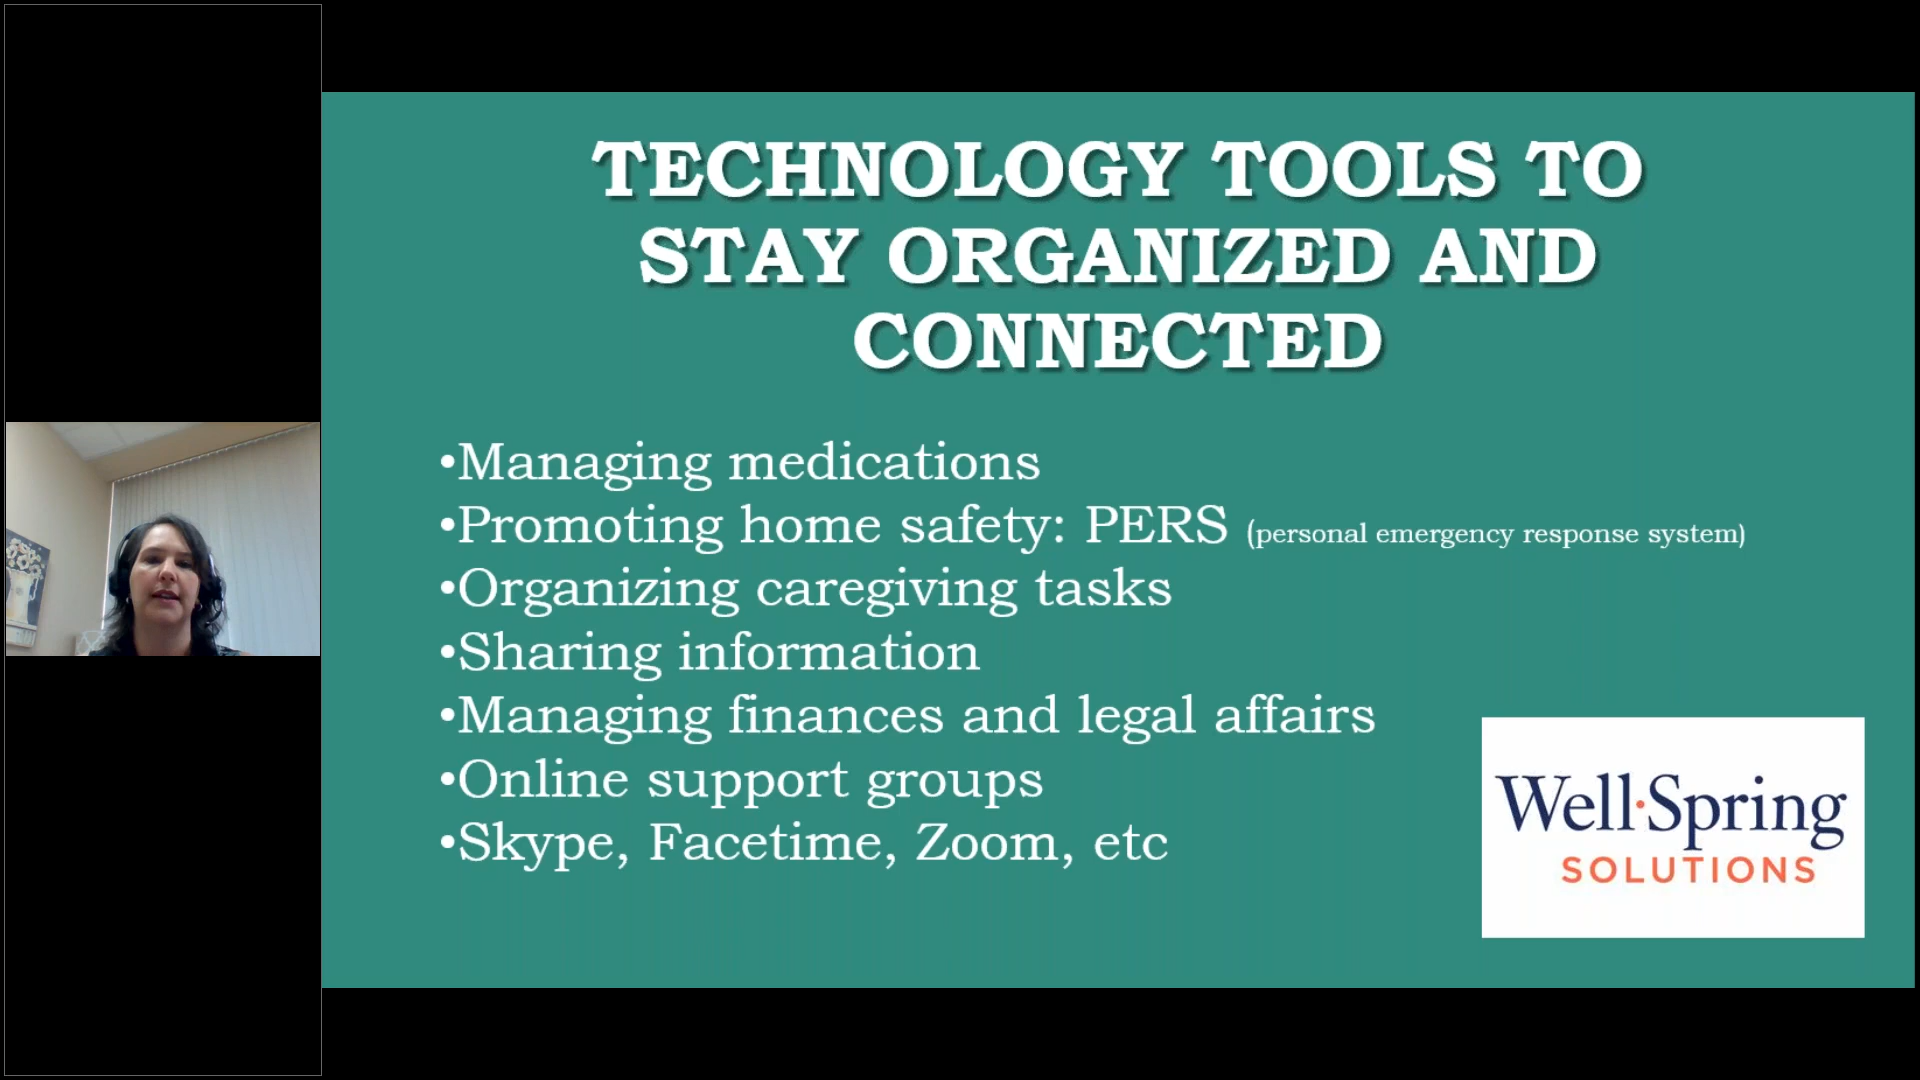 TECHNOLOGY TOOLS TO
STAY ORGANIZED AND
CONNECTED
•Managing medications
•Promoting home safety: PERS (personal emergency response system)
•Organizing caregiving tasks
•Sharing information
•Managing finances and legal affairs
•Online support groups
•Skype, Facetime, Zoom, etc
Well·Spring
SOLUTIONS